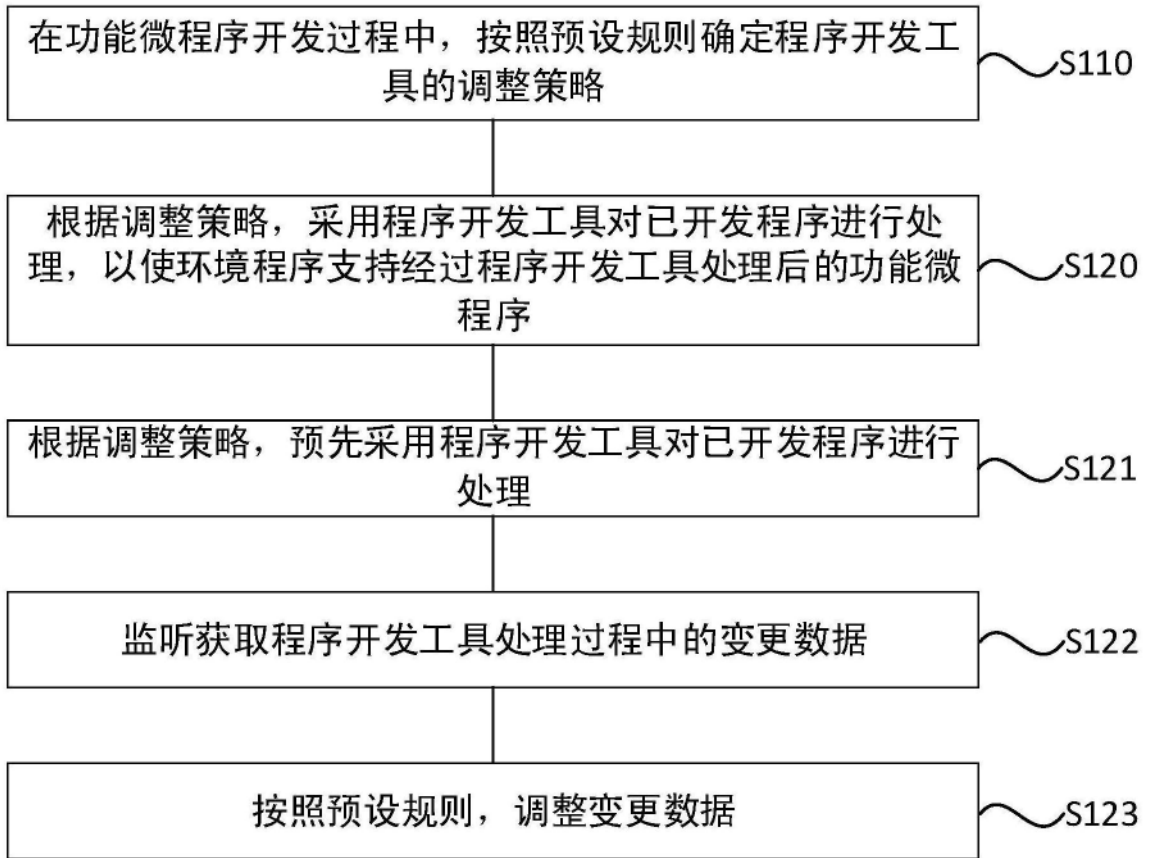 在功能微程序开发过程中，按照预设规则确定程序开发工
具的调整策略
S110
根据调整策略，采用程序开发工具对已开发程序进行处
理，以使环境程序支持经过程序开发工具处理后的功能微
程序
S120
根据调整策略，预先采用程序开发工具对已开发程序进行
处理
S121
监听获取程序开发工具处理过程中的变更数据
S122
按照预设规则，调整变更数据
S123